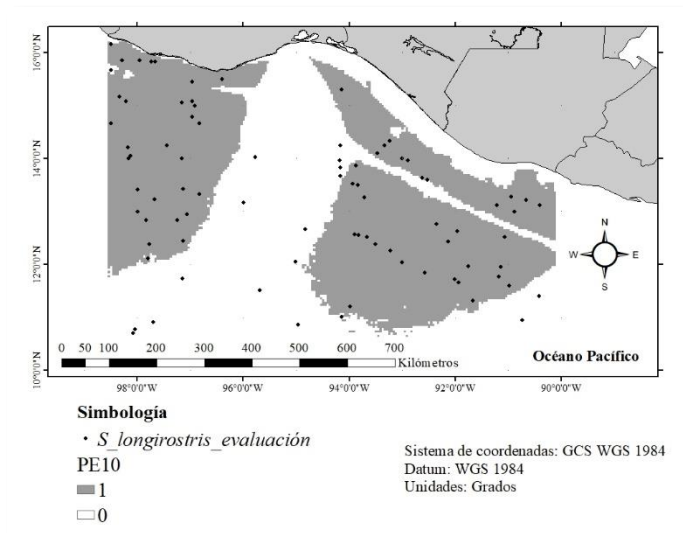 16°0'0"N
14°0'0"N
12°0'0"N
10°0'0"N
N
W
E
S
0 50 100 200 300 400 500 600 700
Kilómetros
Océano Pacífico
98°0'0"W 96°0'0"W 94°0'0"W 92°0'0"W 90°0'0"W
Simbología
S_longirostris_evaluación
PE10
1
0
Sistema de coordenadas: GCS WGS 1984
Datum: WGS 1984
Unidades: Grados